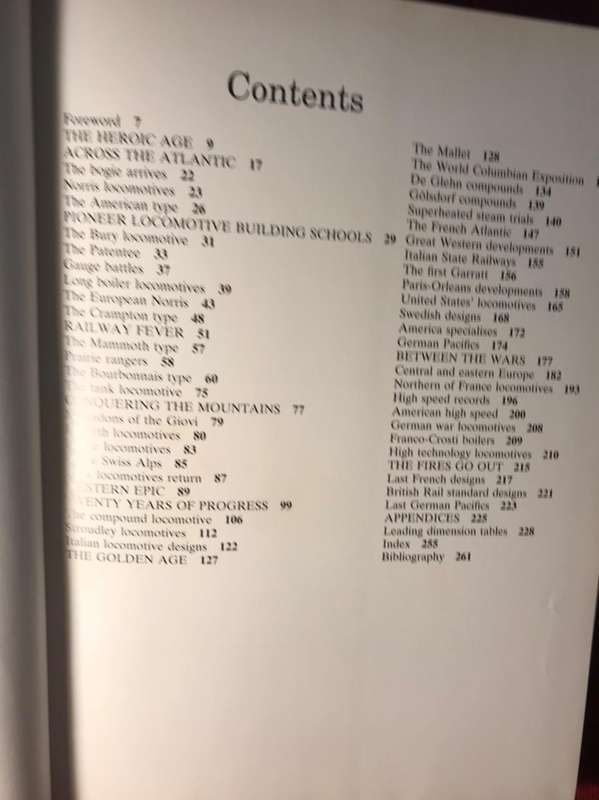 Contents
Foreword 7
THE HEROIC AGE 9
ACROSS THE ATLANTIC 17
The bogie arrives 22
Norris locomotives 23
The American type 26
PIONEER LOCOMOTIVE BUILDING SCHOOLS 29
The Bury locomotive 31
The Patentee 33
Gauge battles 37
Long boiler locomotives 39
The European Norris 43
The Crampton type 48
RAILWAY FEVER 51
The Mammoth type 57
Prairie rangers 58
The Bourbonnais type 60
The tank locomotive 75
CONQUERING THE MOUNTAINS 77
of the Giovi 79
locomotives 80
locomotives 83
Swiss Alps 85
locomotives return 87
WESTERN EPIC 89
TWENTY YEARS OF PROGRESS 99
The compound locomotive 106
Stroudley locomotives 112
Italian locomotive designs 122
THE GOLDEN AGE 127
The Mallet 128
The World Columbian Exposition
De Glehn compounds 134
Gölsdorf compounds 139
Superheated steam trials 140
The French Atlantic 147
Great Western developments 151
Italian State Railways 155
The first Garratt 156
Paris-Orleans developments 158
United States' locomotives 165
Swedish designs 168
America specialises 172
German Pacifics 174
BETWEEN THE WARS 177
Central and eastern Europe 182
Northern of France locomotives 193
High speed records 196
American high speed 200
German war locomotives 208
Franco-Crosti boilers 209
High technology locomotives 210
THE FIRES GO OUT 215
Last French designs 217
British Rail standard designs 221
Last German Pacifics 223
APPENDICES 225
Leading dimension tables 228
Index 255
Bibliography 261